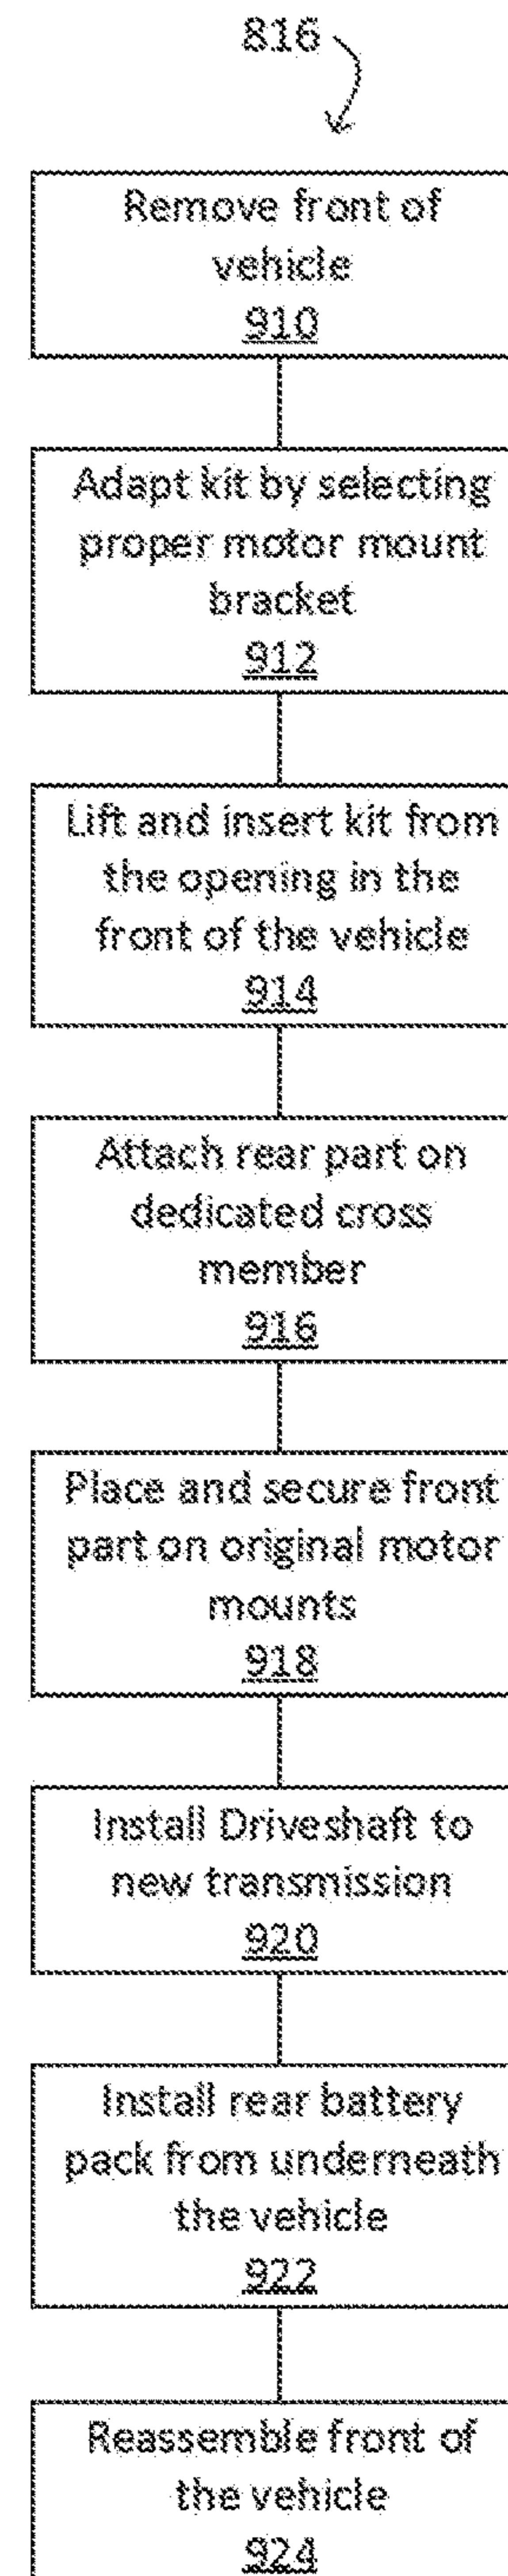 816
Remove front of
vehicle
910
Adapt kit by selecting
proper motor mount
bracket
912
Lift and insert kit from
the opening in the
front of the vehicle
914
Attach rear part on
dedicated cross
member
916
Place and secure front
part on original motor
mounts
918
Install Driveshaft to
new transmission
920
Install rear battery
pack from underneath
the vehicle
922
Reassemble front of
the vehicle
924